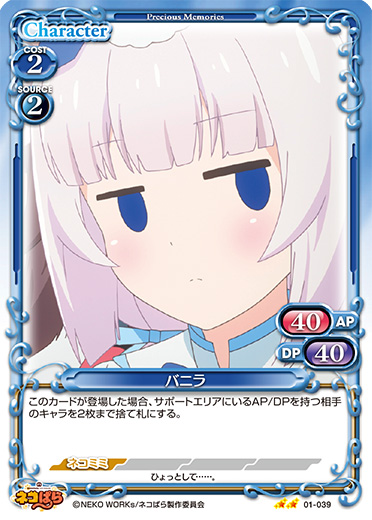 Precious Memories
Character
COST
2
SOURCE
2
40 AP
DP 40
バニラ
このカードが登場した場合、サポートエリアにいるAP/DPを持つ相手
のキャラを2枚まで捨て札にする。
ネコミミ
ひょっとして……。
ネコぱら
©NEKO WORKs/ネコぱら製作委員会
01-039